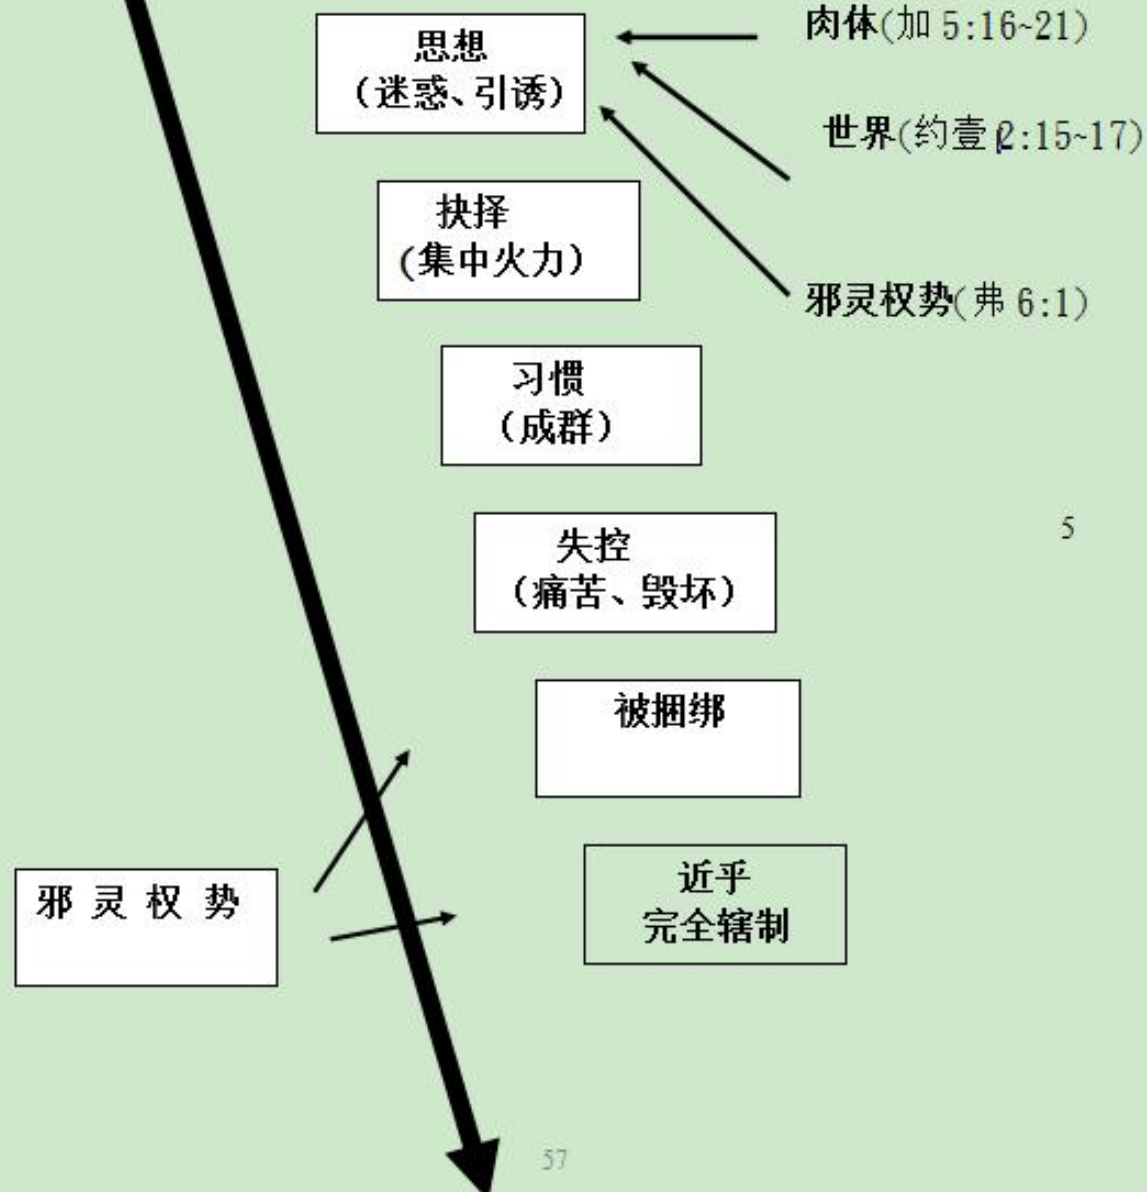 思想
（迷惑、引诱）
肉体(加 5:16~21)
世界(约壹 2:15~17)
抉择
(集中火力）
邪灵权势(弗 6:1)
习惯
（成群）
失控
（痛苦、毁坏）
5
被捆绑
邪 灵 权 势
近乎
完全辖制
57